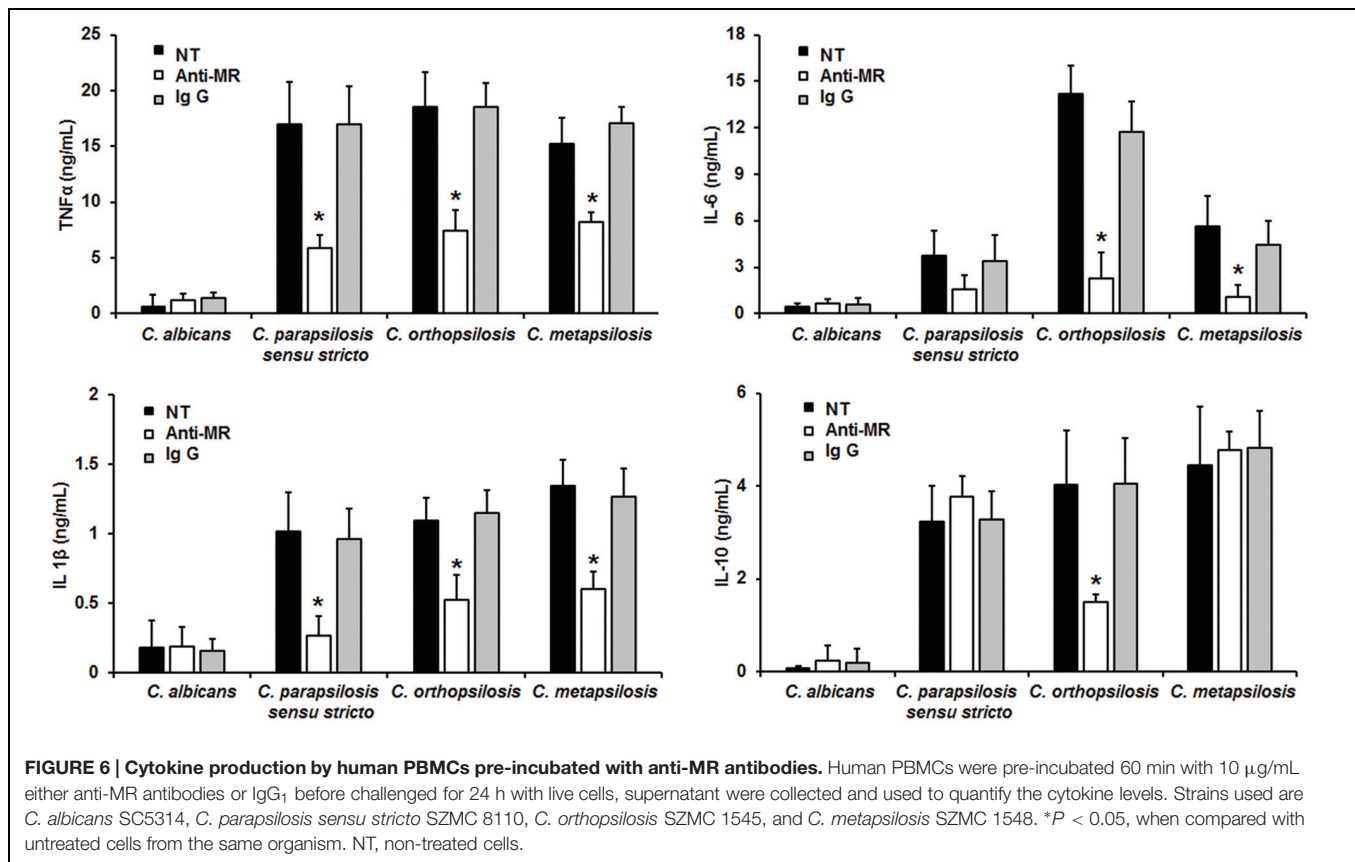 25
20
15
10
5
0
TNFα (ng/mL)
NT
Anti-MR
Ig G
*
*
*
C. albicans
C. parapsilosis
sensu stricto
C. orthopsilosis
C. metapsilosis
18
15
12
9
6
3
0
IL-6 (ng/mL)
NT
Anti-MR
Ig G
*
*
C. albicans
C. parapsilosis
sensu stricto
C. orthopsilosis
C. metapsilosis
2
1.5
1
0.5
0
IL 1β (ng/mL)
NT
Anti-MR
Ig G
*
*
*
C. albicans
C. parapsilosis
sensu stricto
C. orthopsilosis
C. metapsilosis
6
4
2
0
IL-10 (ng/mL)
NT
Anti-MR
Ig G
*
C. albicans
C. parapsilosis
sensu stricto
C. orthopsilosis
C. metapsilosis
FIGURE 6 | Cytokine production by human PBMCs pre-incubated with anti-MR antibodies. Human PBMCs were pre-incubated 60 min with 10 μg/mL
either anti-MR antibodies or IgG₁ before challenged for 24 h with live cells, supernatant were collected and used to quantify the cytokine levels. Strains used are
C. albicans SC5314, C. parapsilosis sensu stricto SZMC 8110, C. orthopsilosis SZMC 1545, and C. metapsilosis SZMC 1548. *P < 0.05, when compared with
untreated cells from the same organism. NT, non-treated cells.